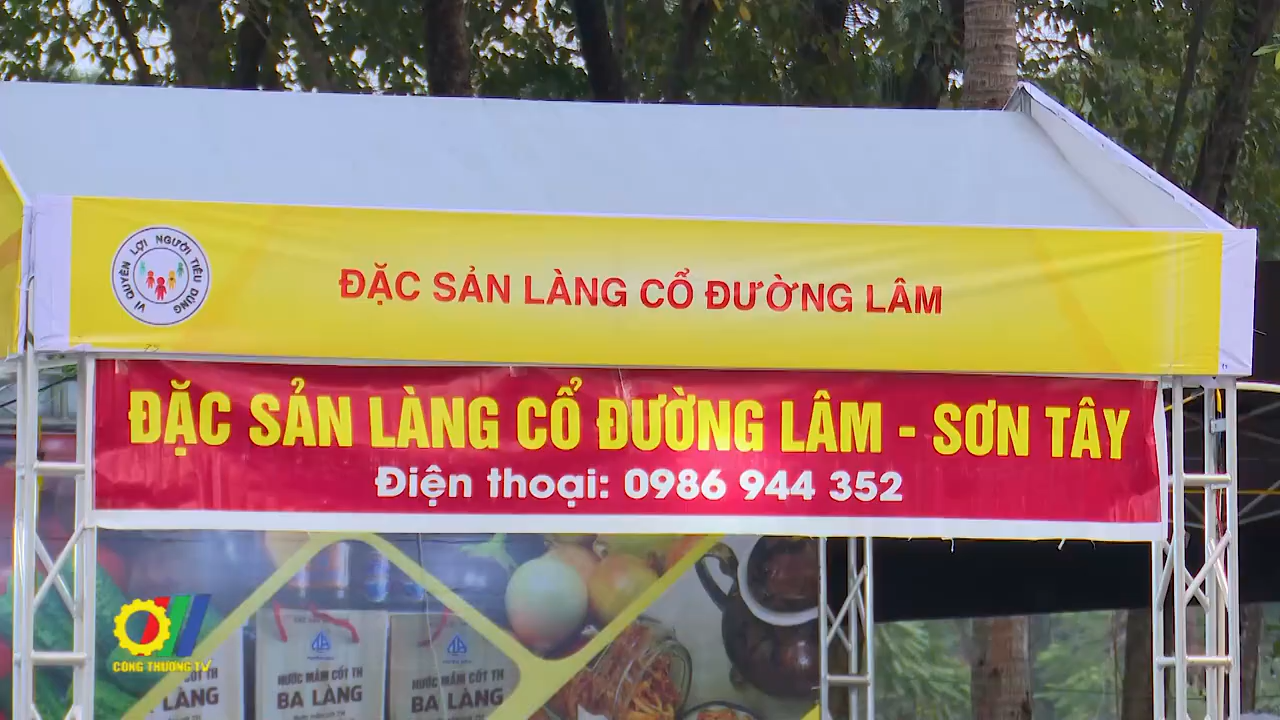 VÌ QUYỀN LỢI NGƯỜI TIÊU DÙNG
ĐẶC SẢN LÀNG CỔ ĐƯỜNG LÂM
ĐẶC SẢN LÀNG CỔ ĐƯỜNG LÂM - SƠN TÂY
Điện thoại: 0986 944 352
CÔNG THƯƠNG TV
NƯỚC MẮM CỐT TH
BA LÀNG
NƯỚC MẮM CỐT TH
BA LÀNG
CỐT TH
LÀNG